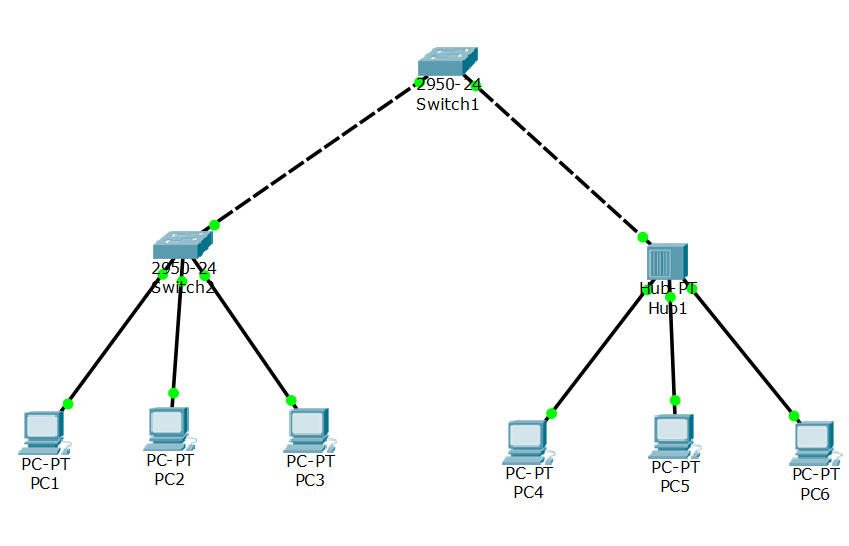 2950-24
Switch1
2950-24
Switch2
Hub-PT
Hub1
PC-PT
PC1
PC-PT
PC2
PC-PT
PC3
PC-PT
PC4
PC-PT
PC5
PC-PT
PC6